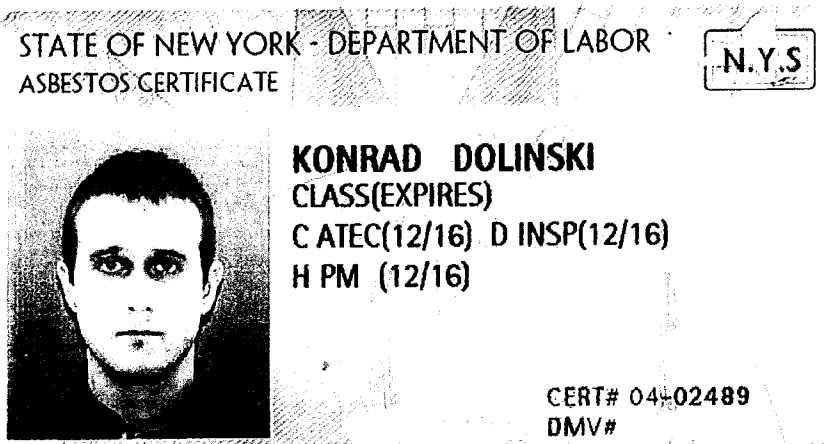 STATE OF NEW YORK - DEPARTMENT OF LABOR
N.Y.S
ASBESTOS CERTIFICATE
KONRAD DOLINSKI
CLASS(EXPIRES)
C ATEC(12/16) D INSP(12/16)
H PM (12/16)
CERT# 04-02489
DMV#